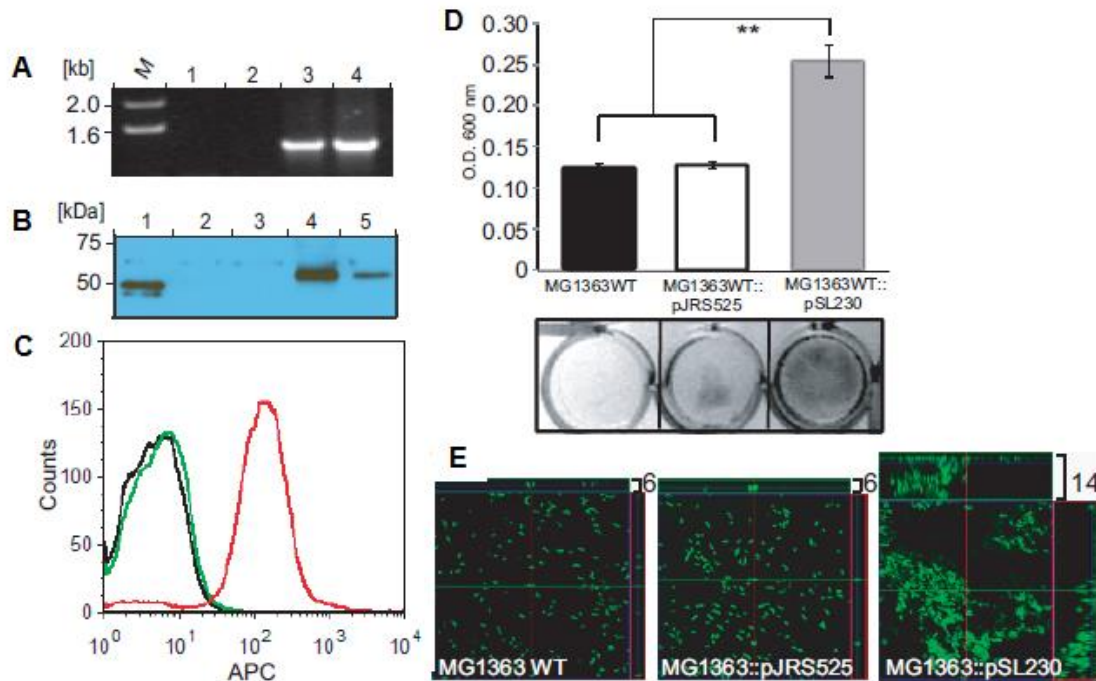 A
[kb] M 1 2 3 4
2.0
1.6
B
[kDa] 1 2 3 4 5
75
50
C
200
150
100
50
0
Counts
10^0 10^1 10^2 10^3 10^4
APC
D
0.30
0.25
0.20
0.15
0.10
0.05
0
O.D. 600 nm
**
MG1363WT
MG1363WT::
pJRS525
MG1363WT::
pSL230
E
6
6
14
MG1363 WT
MG1363::pJRS525
MG1363::pSL230